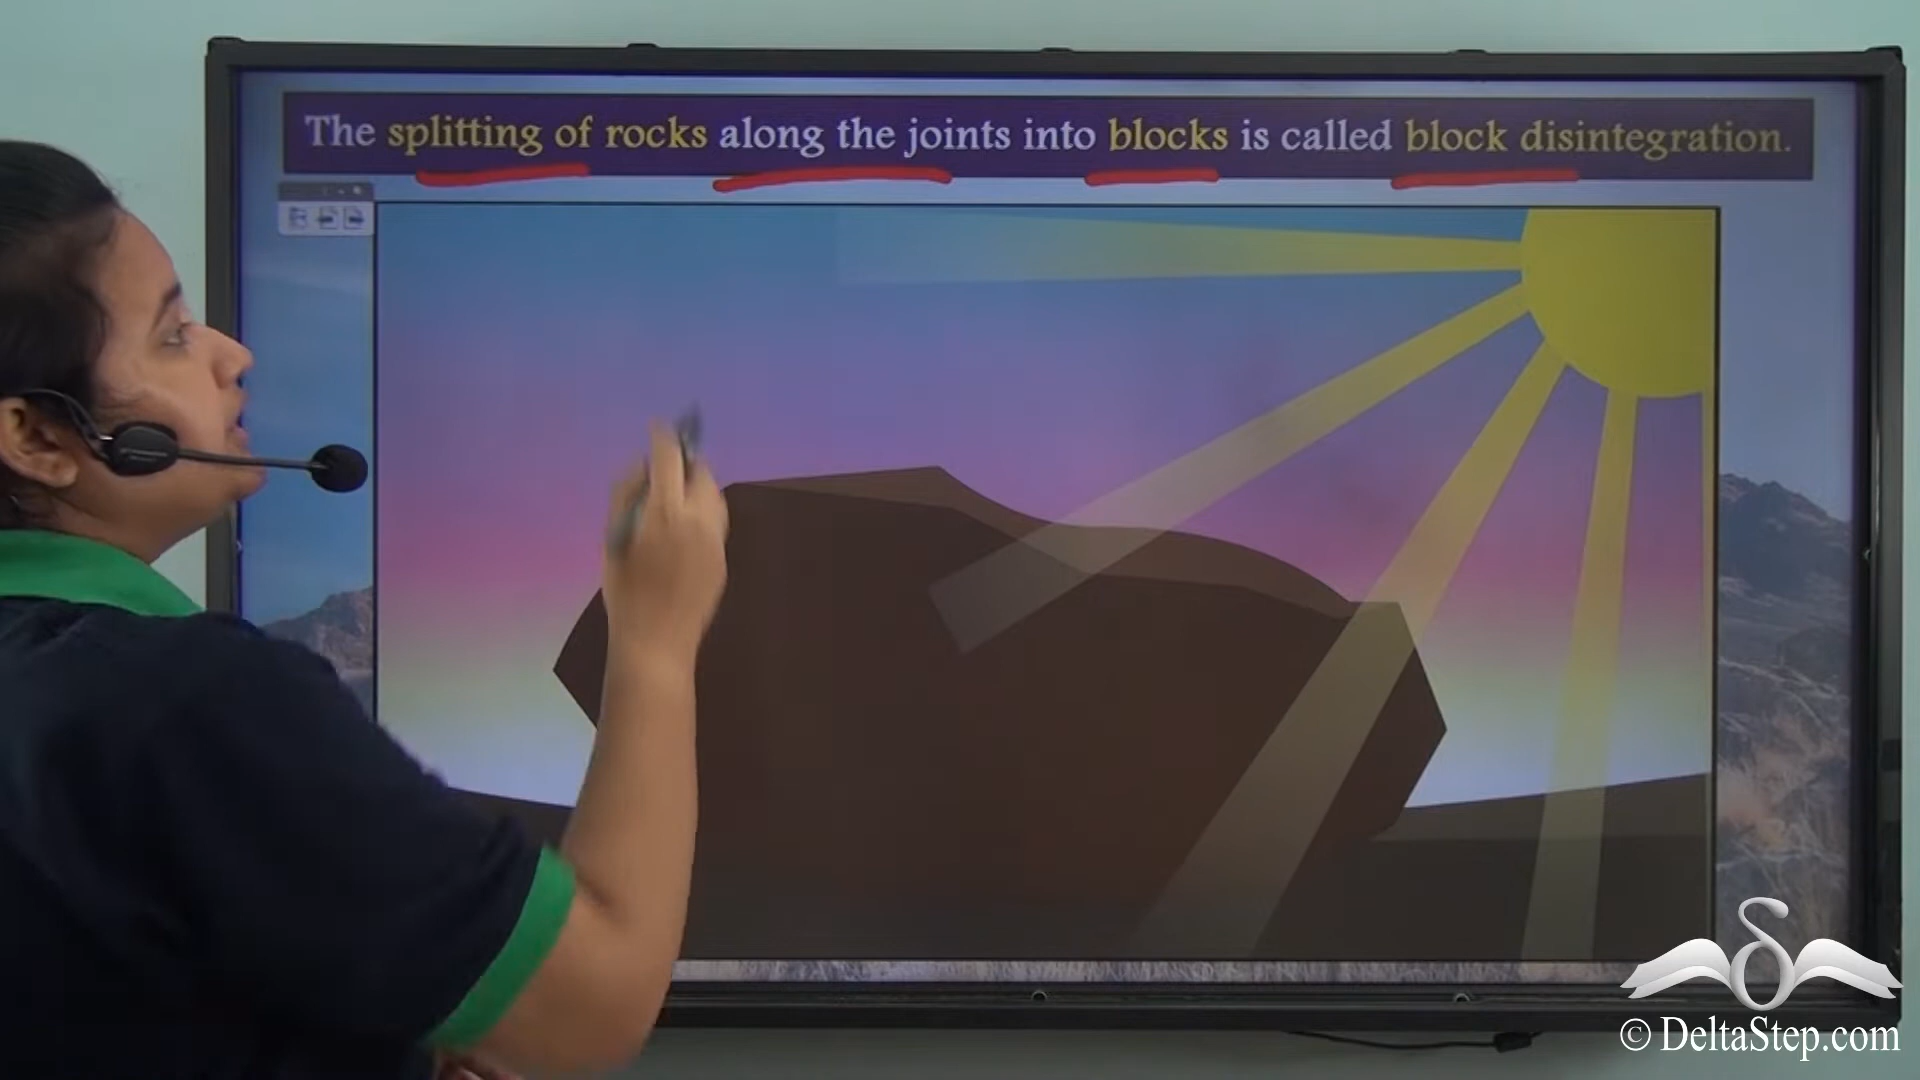 The splitting of rocks along the joints into blocks is called block disintegration.
© DeltaStep.com